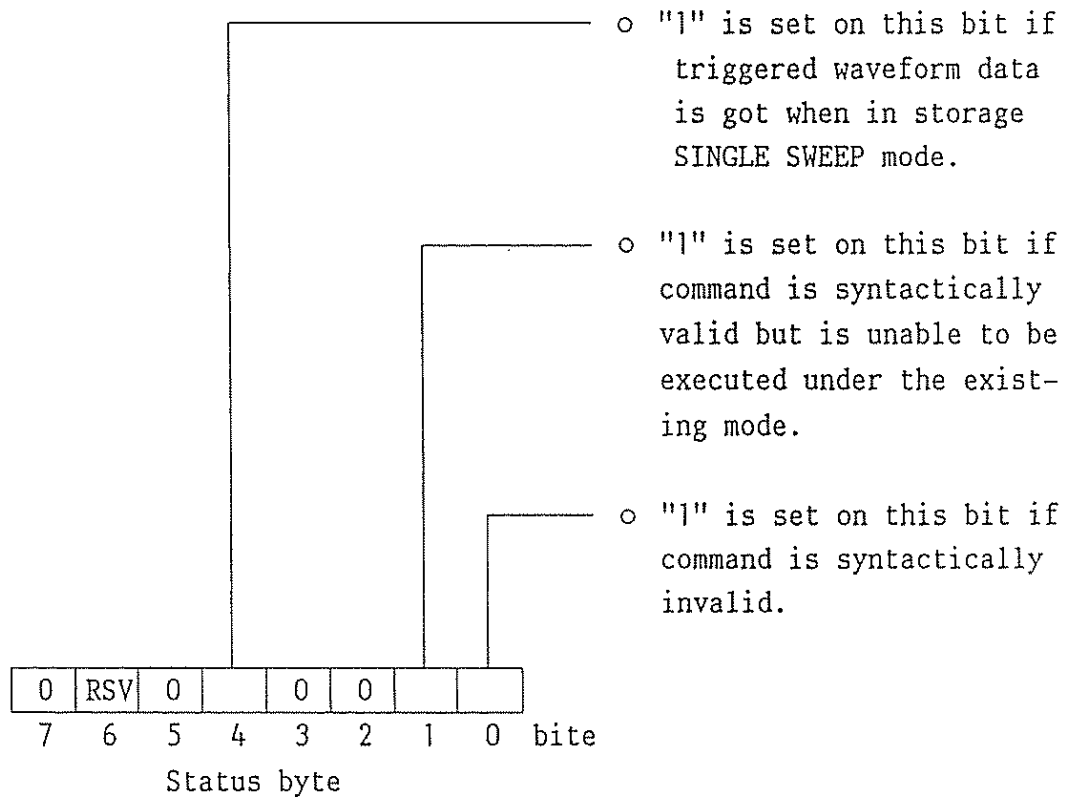 o "1" is set on this bit if
triggered waveform data
is got when in storage
SINGLE SWEEP mode.
o "1" is set on this bit if
command is syntactically
valid but is unable to be
executed under the exist-
ing mode.
o "1" is set on this bit if
command is syntactically
invalid.
0 RSV 0 0 0
7 6 5 4 3 2 1 0 bite
Status byte